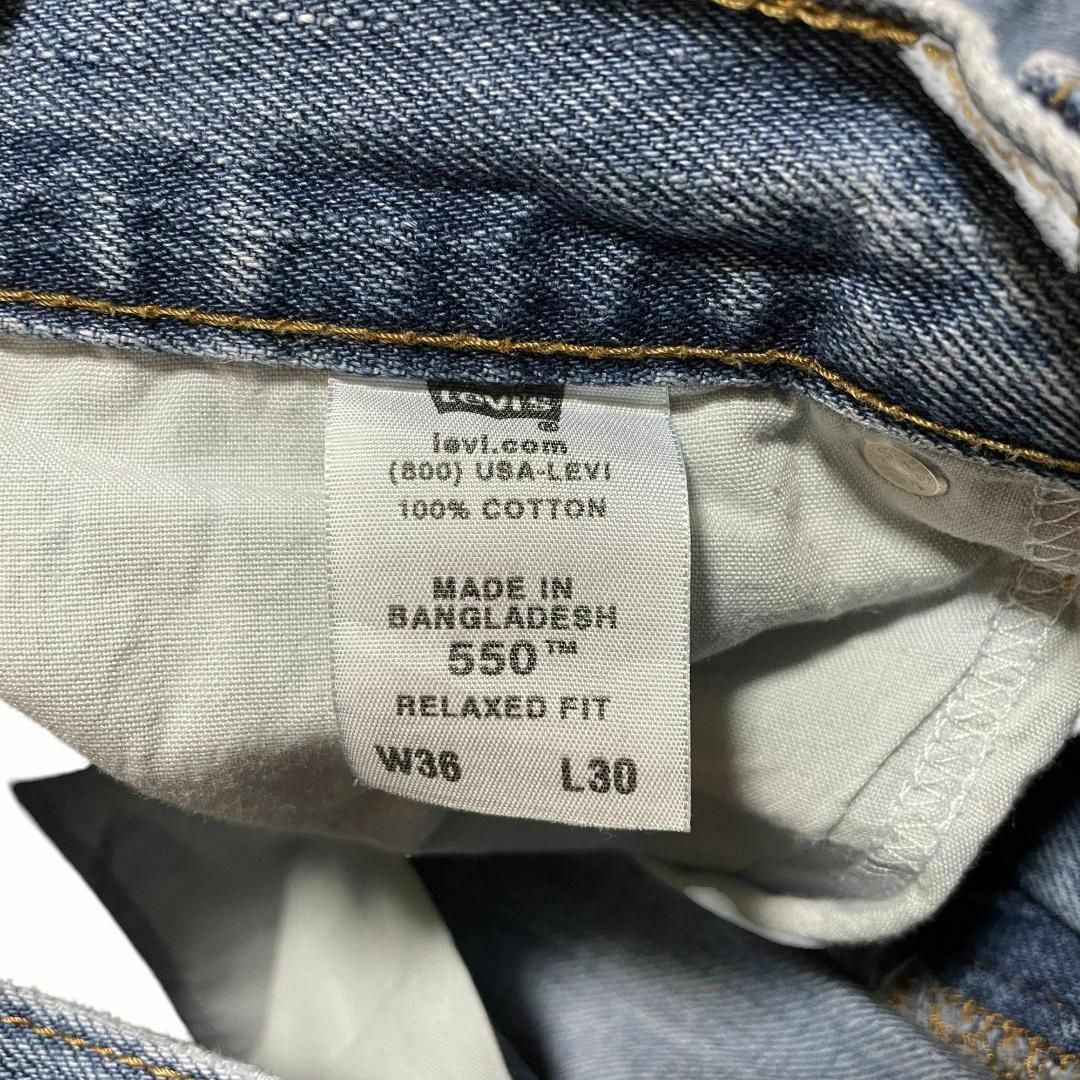 Levi's
levi.com
(800) USA-LEVI
100% COTTON
MADE IN
BANGLADESH
550™
RELAXED FIT
W36 L30